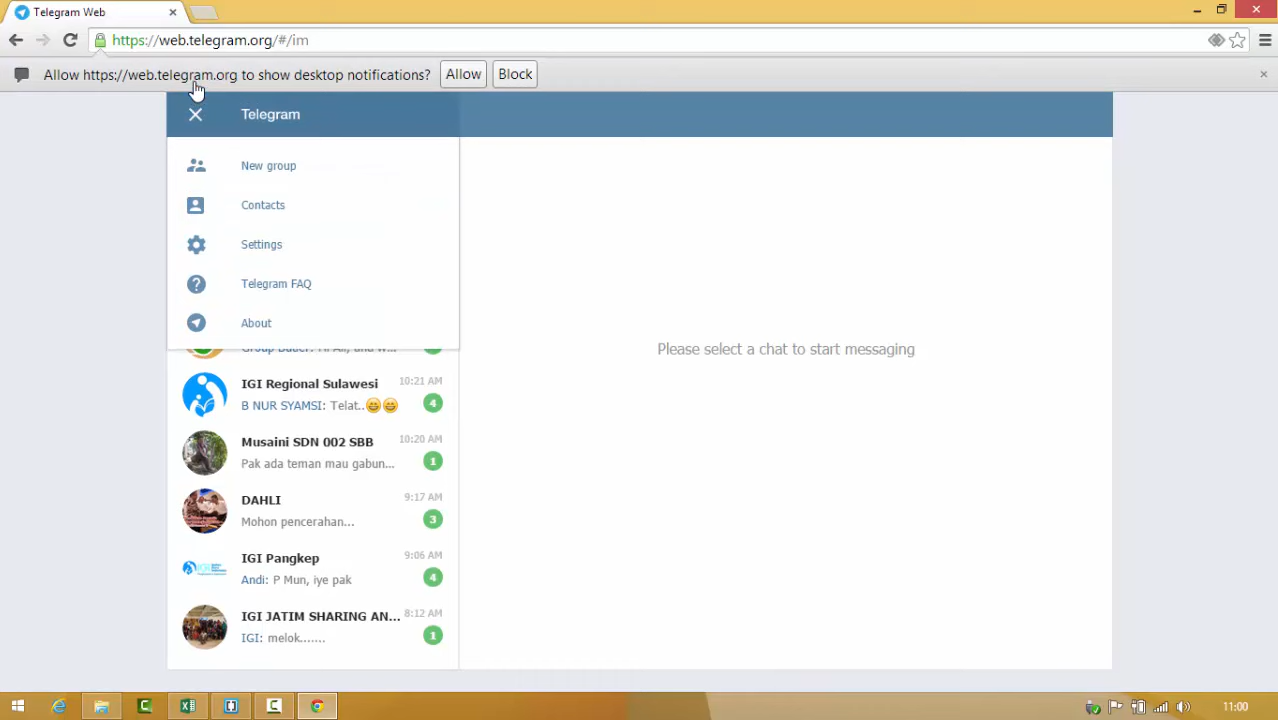 Telegram Web
https://web.telegram.org/#/im
Allow https://web.telegram.org to show desktop notifications? Allow Block
Telegram
New group
Contacts
Settings
Telegram FAQ
About
Please select a chat to start messaging
IGI Regional Sulawesi 10:21 AM
B NUR SYAMSI: Telat..😄😄 4
Musaini SDN 002 SBB 10:20 AM
Pak ada teman mau gabun... 1
DAHLI 9:17 AM
Mohon pencerahan... 3
IGI Pangkep 9:06 AM
Andi: P Mun, iye pak 4
IGI JATIM SHARING AN... 8:12 AM
IGI: melok....... 1
11:00